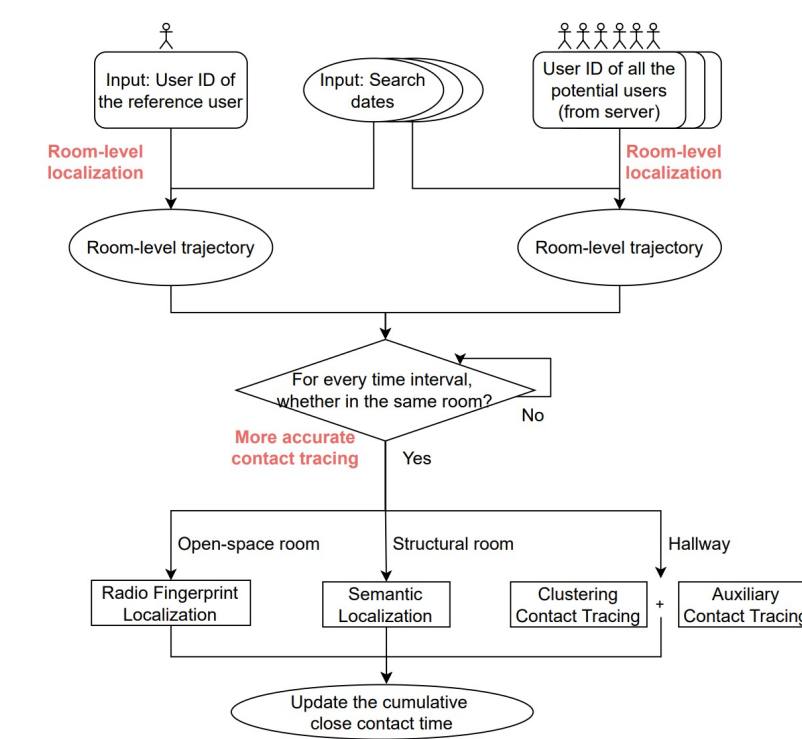 Input: User ID of
the reference user
Input: Search
dates
User ID of all the
potential users
(from server)
Room-level
localization
Room-level
localization
Room-level trajectory
Room-level trajectory
For every time interval,
whether in the same room?
No
More accurate
contact tracing
Yes
Open-space room
Structural room
Hallway
Radio Fingerprint
Localization
Semantic
Localization
Clustering
Contact Tracing
+
Auxiliary
Contact Tracing
Update the cumulative
close contact time